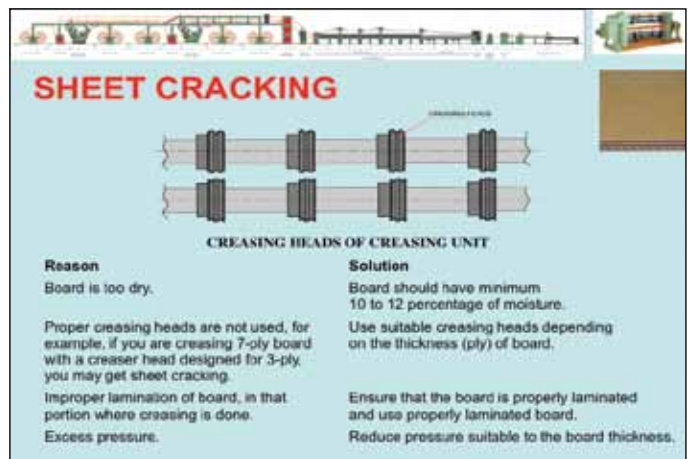 SHEET CRACKING
CREASING HEADS OF CREASING UNIT
Reason
Solution
Board is too dry.
Board should have minimum
10 to 12 percentage of moisture.
Proper creasing heads are not used, for
example, if you are creasing 7-ply board
with a creaser head designed for 3-ply,
you may get sheet cracking.
Use suitable creasing heads depending
on the thickness (ply) of board.
Improper lamination of board, in that
portion where creasing is done.
Ensure that the board is properly laminated
and use properly laminated board.
Excess pressure.
Reduce pressure suitable to the board thickness.